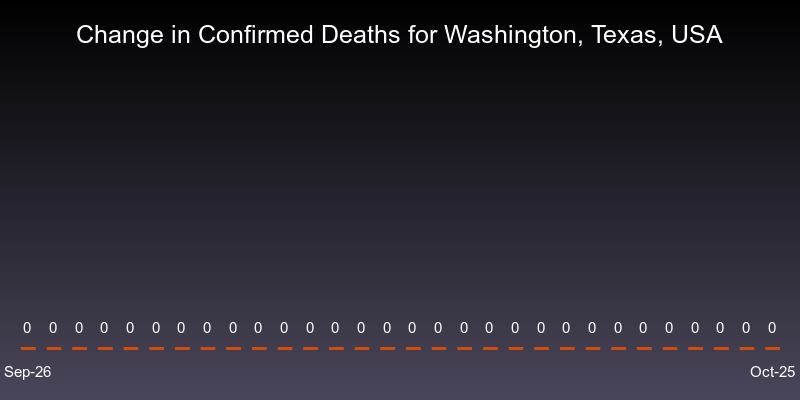 Change in Confirmed Deaths for Washington, Texas, USA
0 0 0 0 0 0 0 0 0 0 0 0 0 0 0 0 0 0 0 0 0 0 0 0 0 0 0 0 0 0
Sep-26 Oct-25